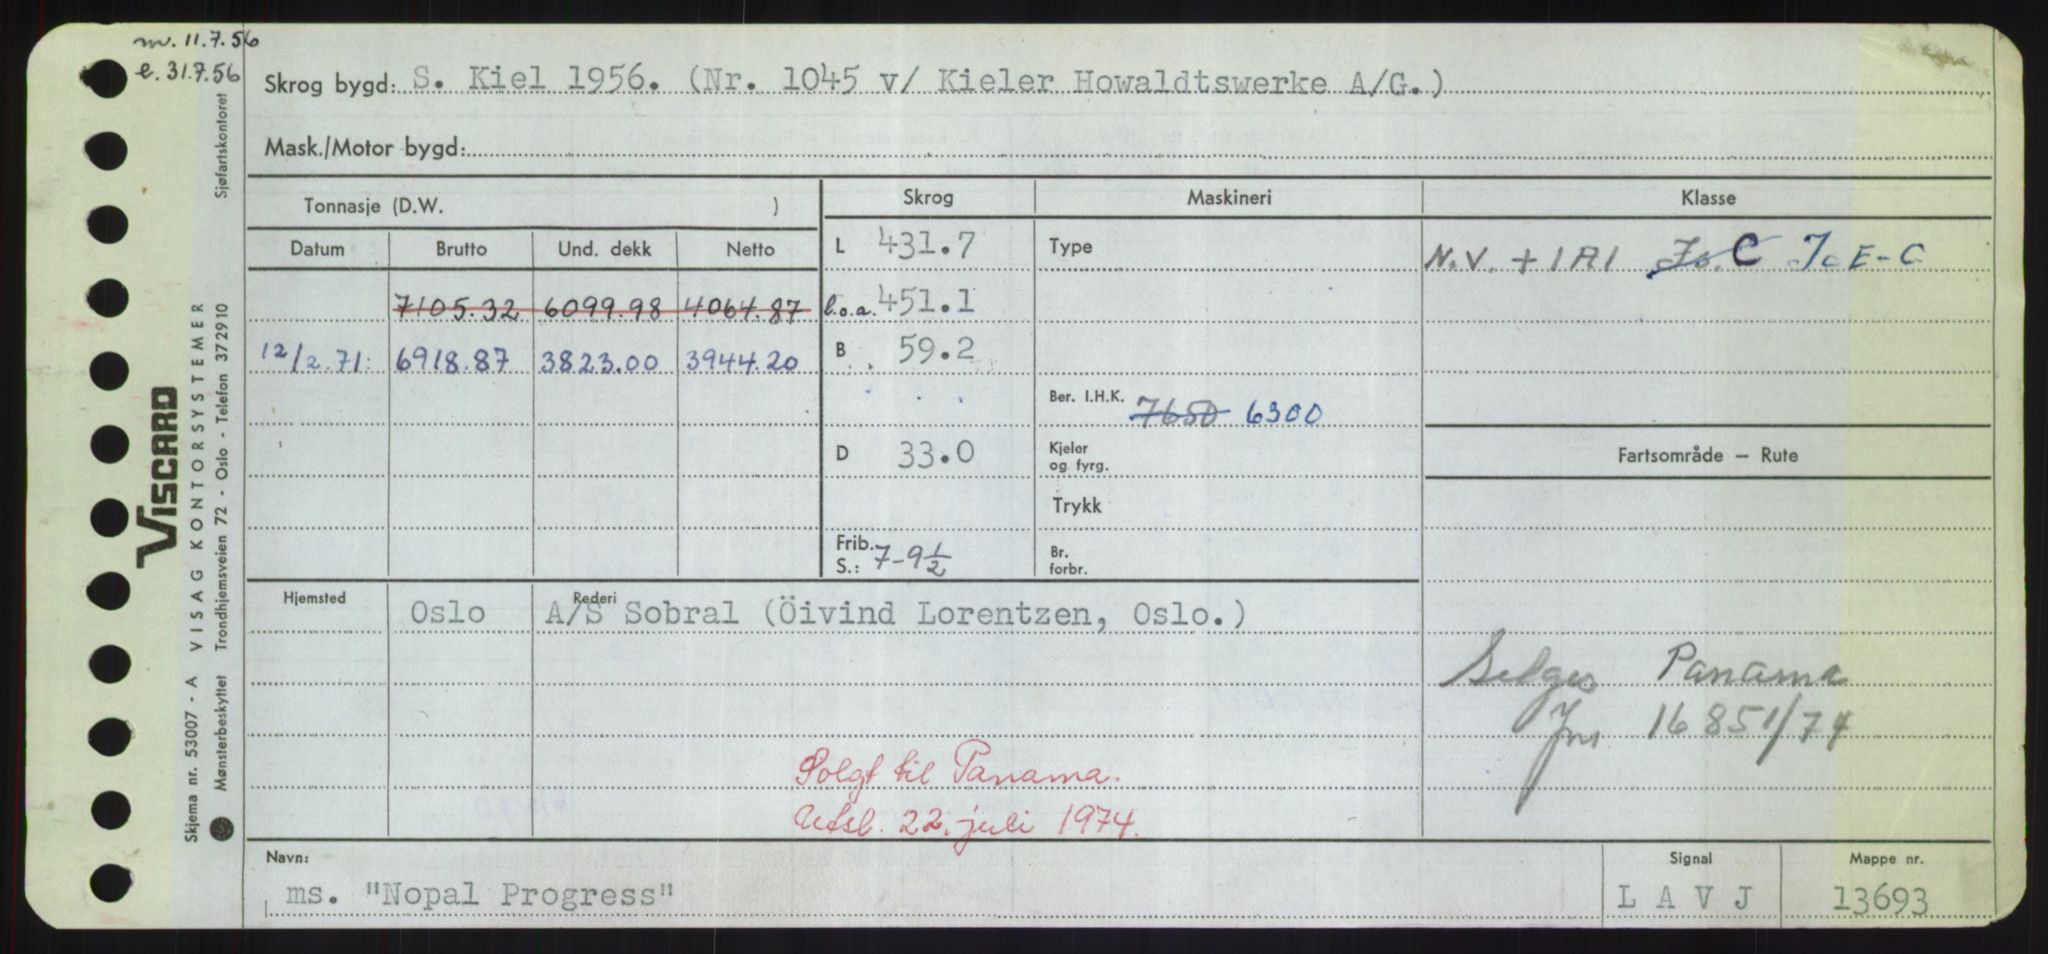 nv. 11.7.56
e. 31.7.56
Skrog bygd: S. Kiel 1956. (Nr. 1045 v/ Kieler Howaldtswerke A/G.)
Mask./Motor bygd:
Tonnasje (D.W. )
Skrog
Maskineri
Klasse
Datum Brutto Und. dekk Netto
L 431.7
Type
N.V. + 1A1 Is. C Is E-C
7105.32 6099.98 4064.87
l.o.a. 451.1
12/2.71. 6918.87 3823.00 3944.20
B 59.2
Ber. I.H.K. 7650 6300
D 33.0
Kjeler
og fyrg.
Fartsområde — Rute
Trykk
Frib.
S.: 7-9½
Br.
forbr.
Hjemsted
Rederi
Oslo A/S Sobral (Öivind Lorentzen, Oslo.)
Selges Panama
Jnr. 16851/74
Solgt til Panama.
Utsl. 22. juli 1974.
Navn:
ms. "Nopal Progress"
Signal
L A V J
Mappe nr.
13693
VISCARD
Skjema nr. 53007 - A VISAG KONTORSYSTEMER
Mønsterbeskyttet Trondhjemsveien 72 - Oslo - Telefon 372910 Sjøfartskontoret